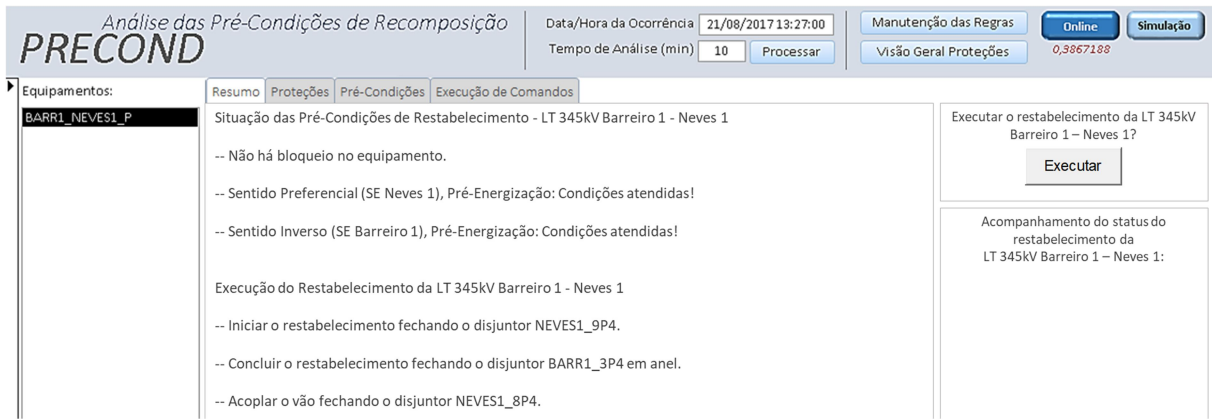 Análise das Pré-Condições de Recomposição
PRECOND
Data/Hora da Ocorrência 21/08/2017 13:27:00
Tempo de Análise (min) 10 Processar
Manutenção das Regras
Visão Geral Proteções
Online
Simulação
0,3867188
Equipamentos:
BARR1_NEVES1_P
Resumo Proteções Pré-Condições Execução de Comandos
Situação das Pré-Condições de Restabelecimento - LT 345kV Barreiro 1 - Neves 1
-- Não há bloqueio no equipamento.
-- Sentido Preferencial (SE Neves 1), Pré-Energização: Condições atendidas!
-- Sentido Inverso (SE Barreiro 1), Pré-Energização: Condições atendidas!
Execução do Restabelecimento da LT 345kV Barreiro 1 - Neves 1
-- Iniciar o restabelecimento fechando o disjuntor NEVES1_9P4.
-- Concluir o restabelecimento fechando o disjuntor BARR1_3P4 em anel.
-- Acoplar o vão fechando o disjuntor NEVES1_8P4.
Executar o restabelecimento da LT 345kV
Barreiro 1 – Neves 1?
Executar
Acompanhamento do status do
restabelecimento da
LT 345kV Barreiro 1 – Neves 1: